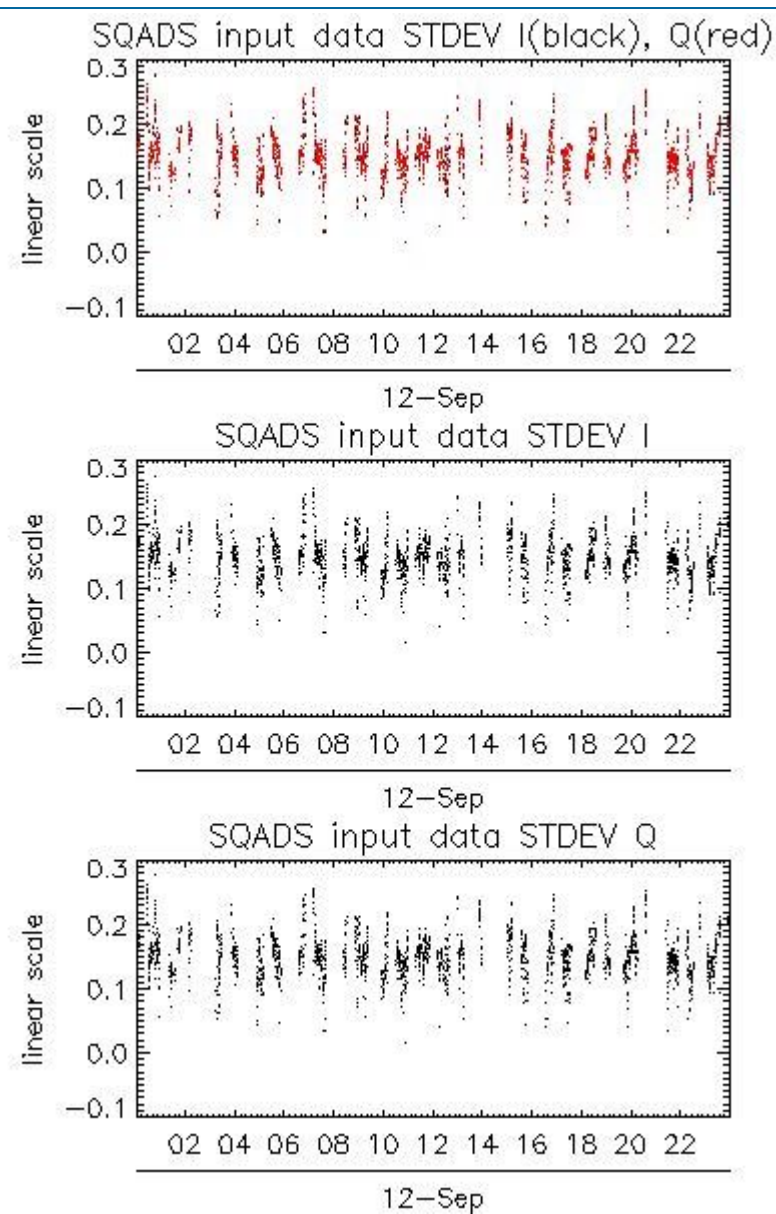 SQADS input data STDEV I(black), Q(red)
0.3
0.2
0.1
0.0
−0.1
linear scale
02 04 06 08 10 12 14 16 18 20 22
12−Sep
SQADS input data STDEV I
0.3
0.2
0.1
0.0
−0.1
linear scale
02 04 06 08 10 12 14 16 18 20 22
12−Sep
SQADS input data STDEV Q
0.3
0.2
0.1
0.0
−0.1
linear scale
02 04 06 08 10 12 14 16 18 20 22
12−Sep